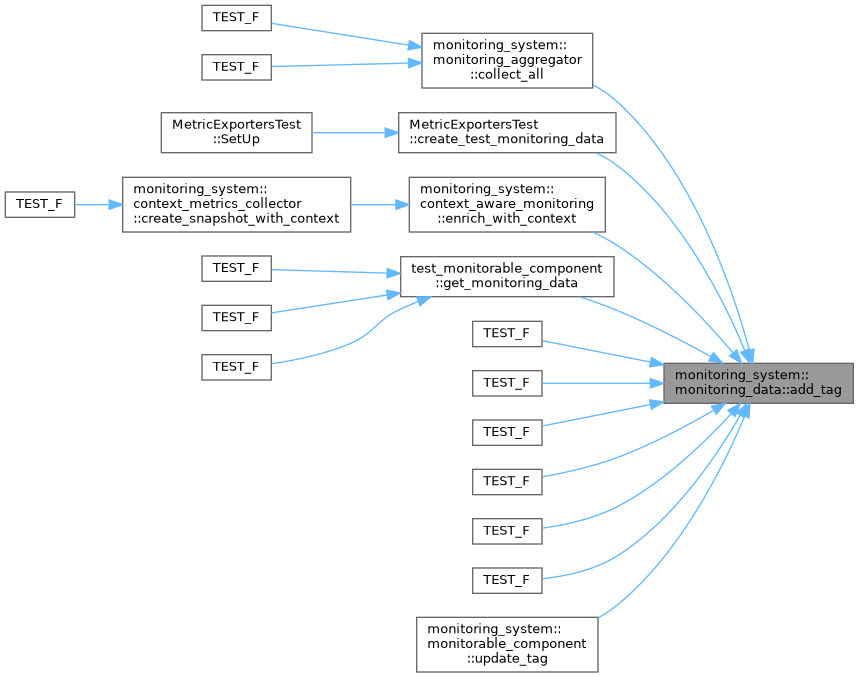 TEST_F
TEST_F
monitoring_system::
monitoring_aggregator
::collect_all
MetricExportersTest
::SetUp
MetricExportersTest
::create_test_monitoring_data
TEST_F
monitoring_system::
context_metrics_collector
::create_snapshot_with_context
monitoring_system::
context_aware_monitoring
::enrich_with_context
TEST_F
TEST_F
TEST_F
test_monitorable_component
::get_monitoring_data
TEST_F
TEST_F
TEST_F
TEST_F
TEST_F
TEST_F
monitoring_system::
monitorable_component
::update_tag
monitoring_system::
monitoring_data::add_tag